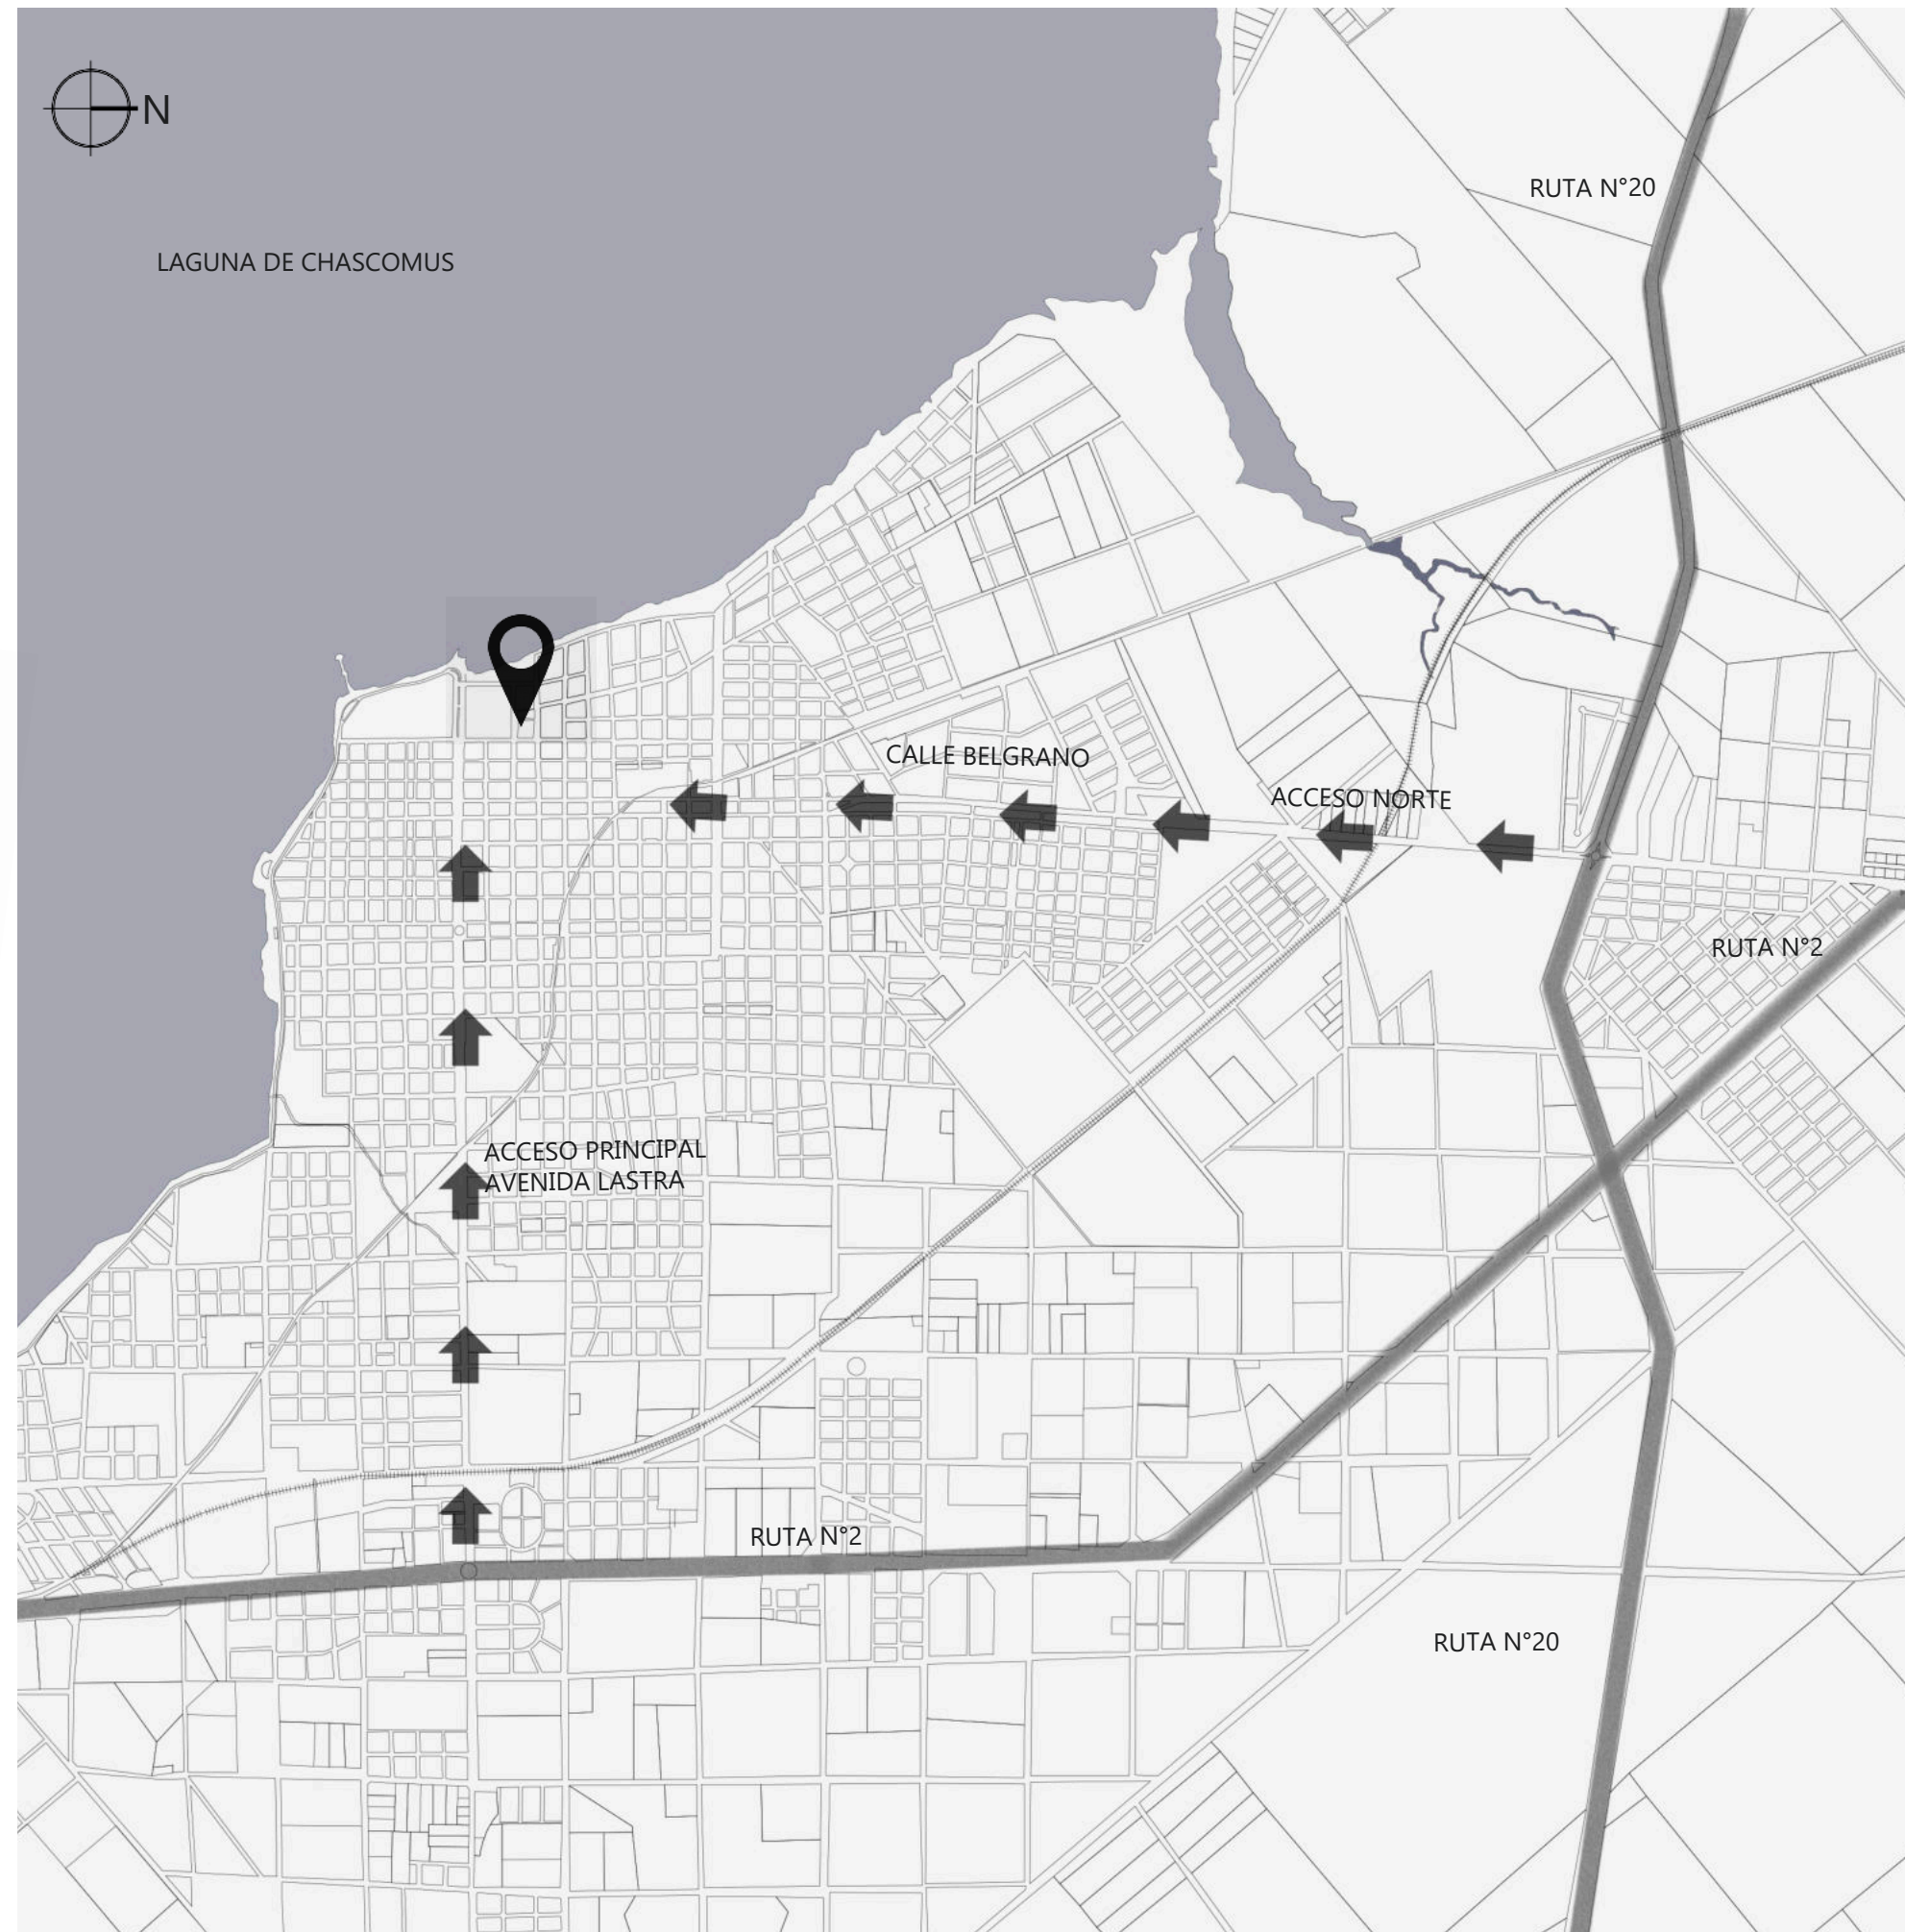 N
RUTA N°20
LAGUNA DE CHASCOMUS
CALLE BELGRANO
ACCESO NORTE
RUTA N°2
ACCESO PRINCIPAL
AVENIDA LASTRA
RUTA N°2
RUTA N°20